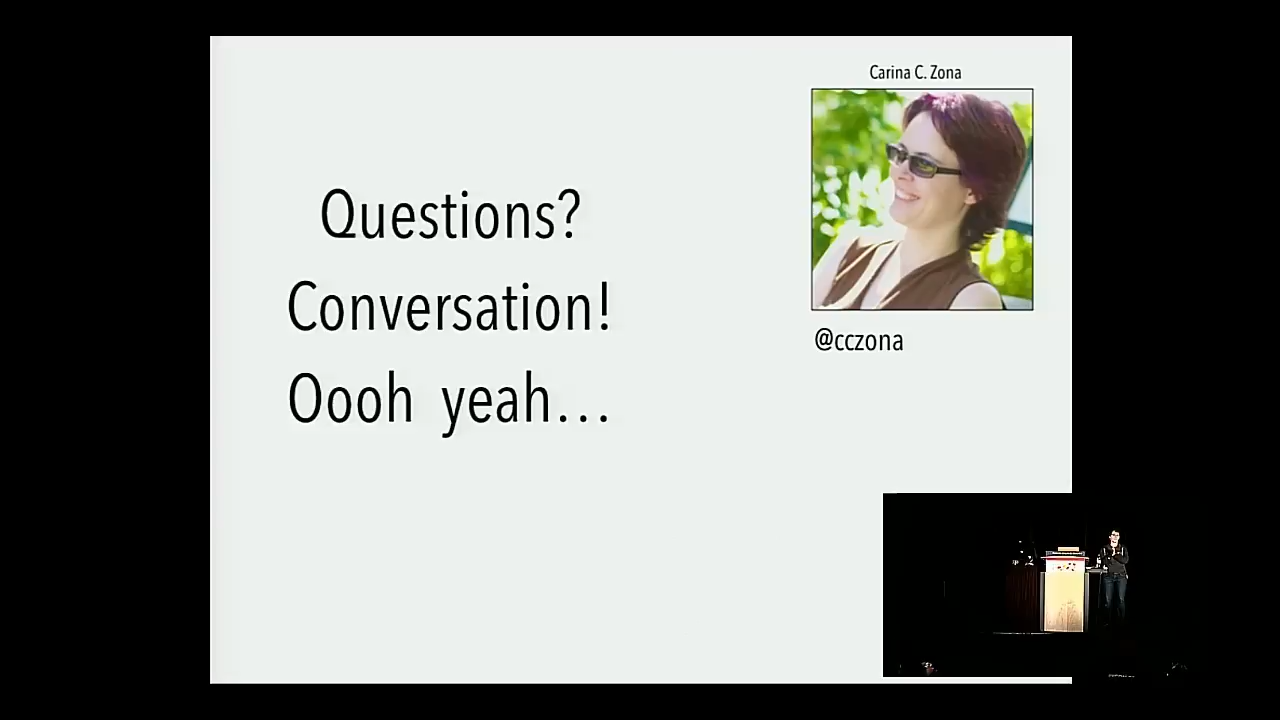 Carina C. Zona
Questions?
Conversation!
Oooh yeah...
@cczona